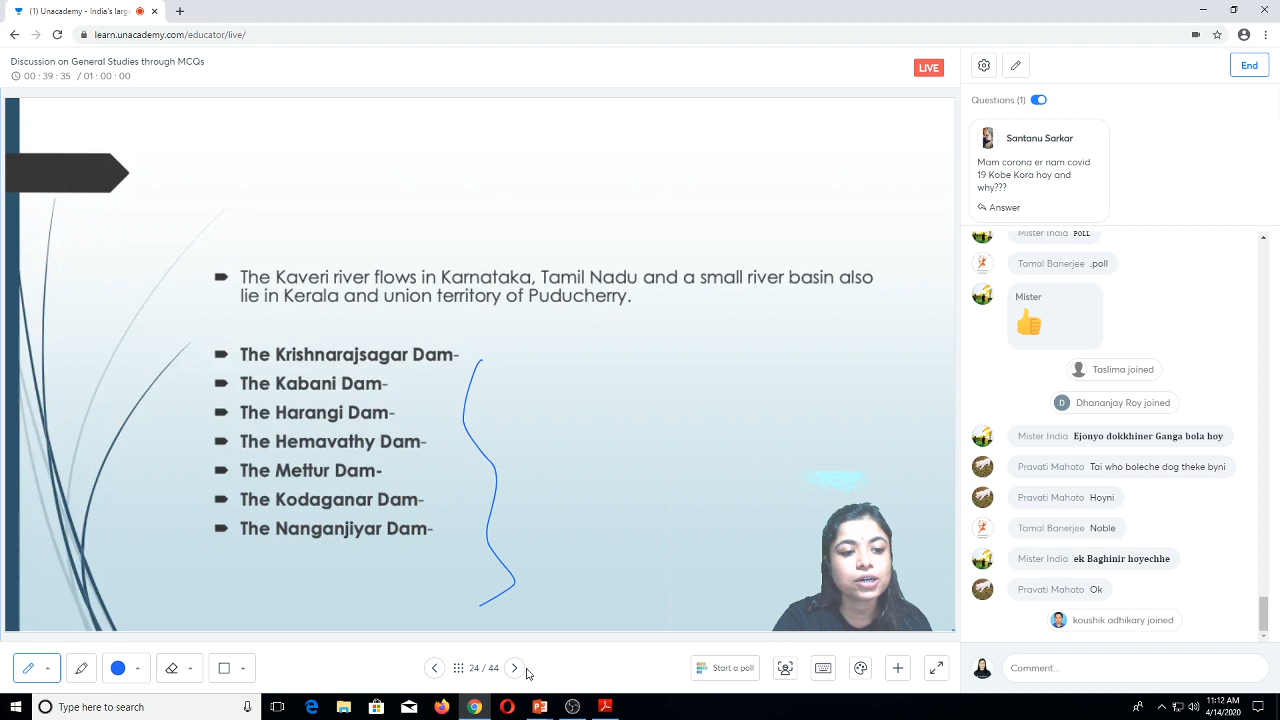 (1) Unacademy - India's larg
learn.unacademy.com/educator/live/
Discussion on General Studies through MCQs
00 : 39 : 35 / 01 : 00 : 00
LIVE
End
Questions (1)
Santanu Sarkar
Mam corona er nam covid
19 Kobe Kora hoy and
why???
Answer
The Kaveri river flows in Karnataka, Tamil Nadu and a small river basin also
lie in Kerala and union territory of Puducherry.
The Krishnarajsagar Dam-
The Kabani Dam-
The Harangi Dam-
The Hemavathy Dam-
The Mettur Dam-
The Kodaganar Dam-
The Nanganjiyar Dam-
Mister India POLL
Tamal Banerjee .poll
Mister
Taslima joined
D Dhananjay Roy joined
Mister India Ejonyo dokkhiner Ganga bola hoy
Pravati Mahato Tai who boleche dog theke byni
Pravati Mahato Hoyni
Tamal Banerjee Noble
Mister India ek Baghinir hoyechhe
Pravati Mahato Ok
koushik adhikary joined
24 / 44
Start a poll
Comment...
Type here to search
11:12 AM
4/14/2020